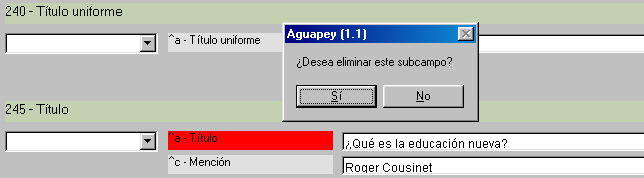 240 - Título uniforme
^a - Título uniforme
Aguapey (1.1)
¿Desea eliminar este subcampo?
Sí
No
245 - Título
^a - Título
¿Qué es la educación nueva?
^c - Mención
Roger Cousinet